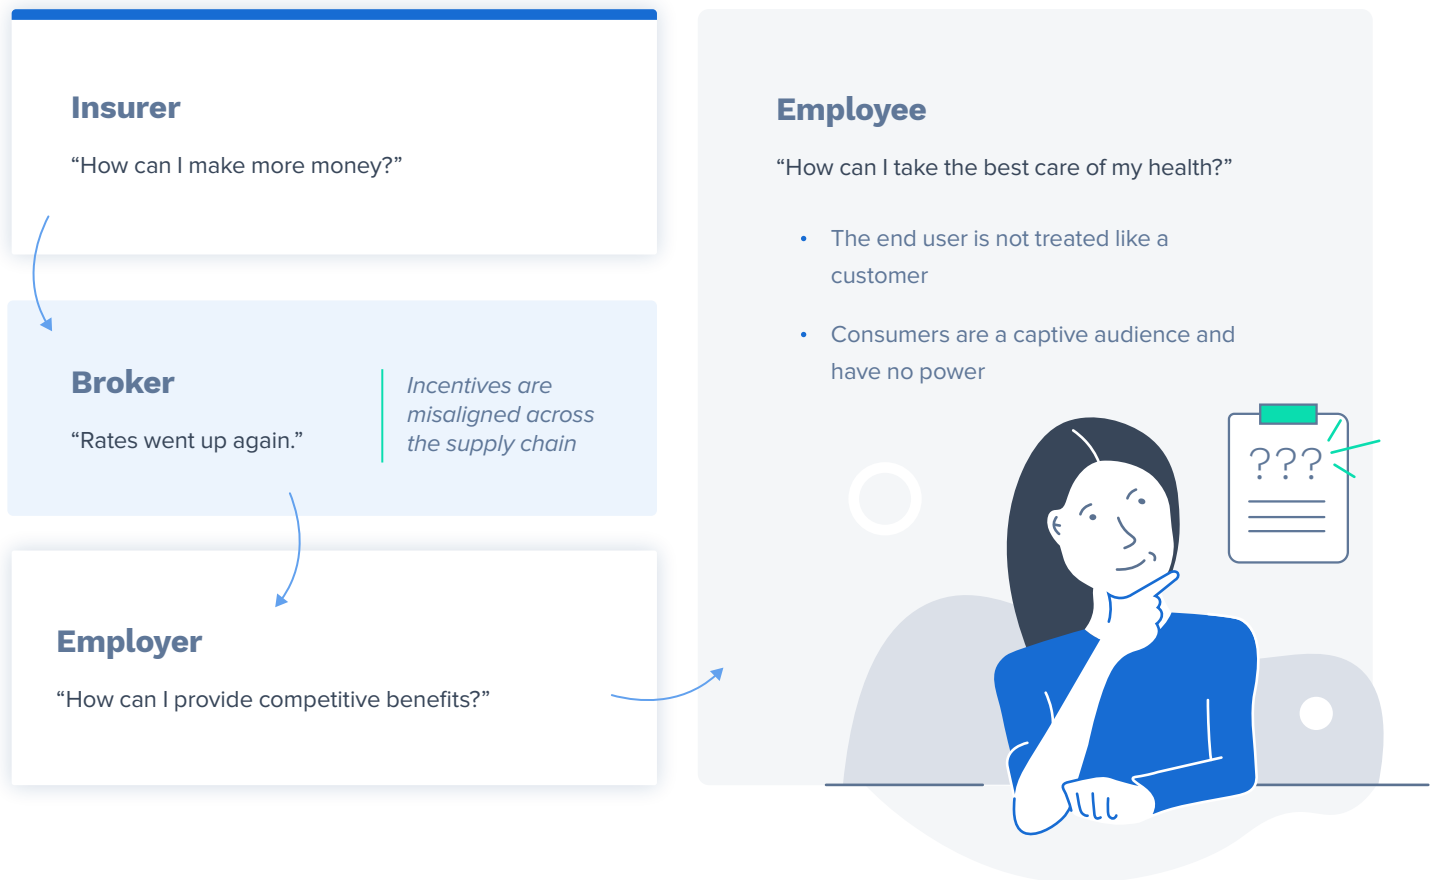 Insurer
“How can I make more money?”
Broker
“Rates went up again.”
Incentives are
misaligned across
the supply chain
Employer
“How can I provide competitive benefits?”
Employee
“How can I take the best care of my health?”
• The end user is not treated like a
customer
• Consumers are a captive audience and
have no power
???